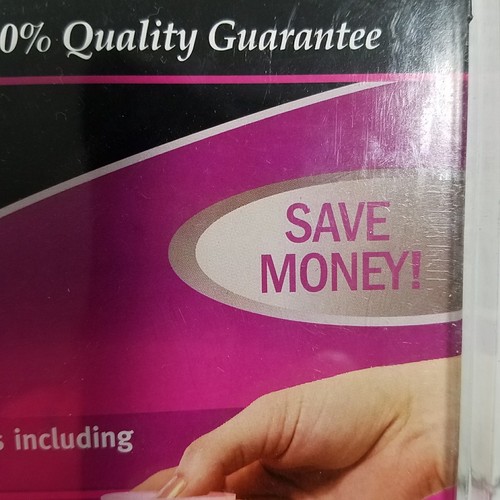 0% Quality Guarantee
SAVE
MONEY!
s including